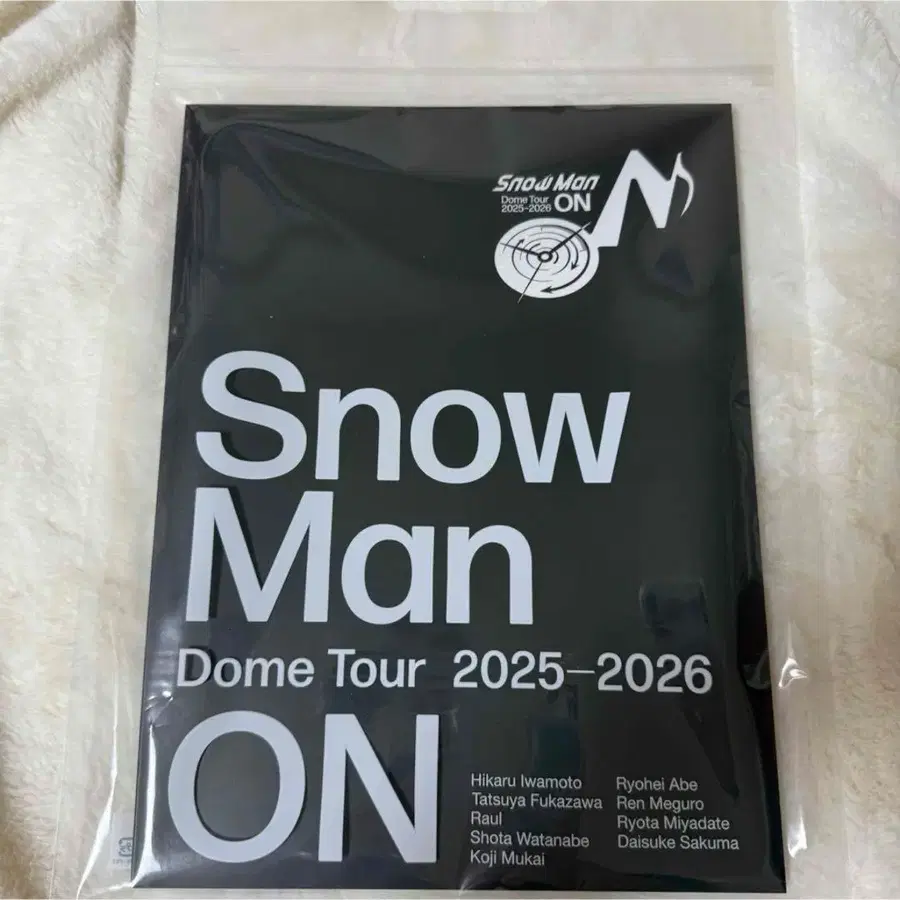 Snow Man
Dome Tour
2025-2026 ON
Snow
Man
Dome Tour 2025–2026
ON
Hikaru Iwamoto
Tatsuya Fukazawa
Raul
Shota Watanabe
Koji Mukai
Ryohei Abe
Ren Meguro
Ryota Miyadate
Daisuke Sakuma